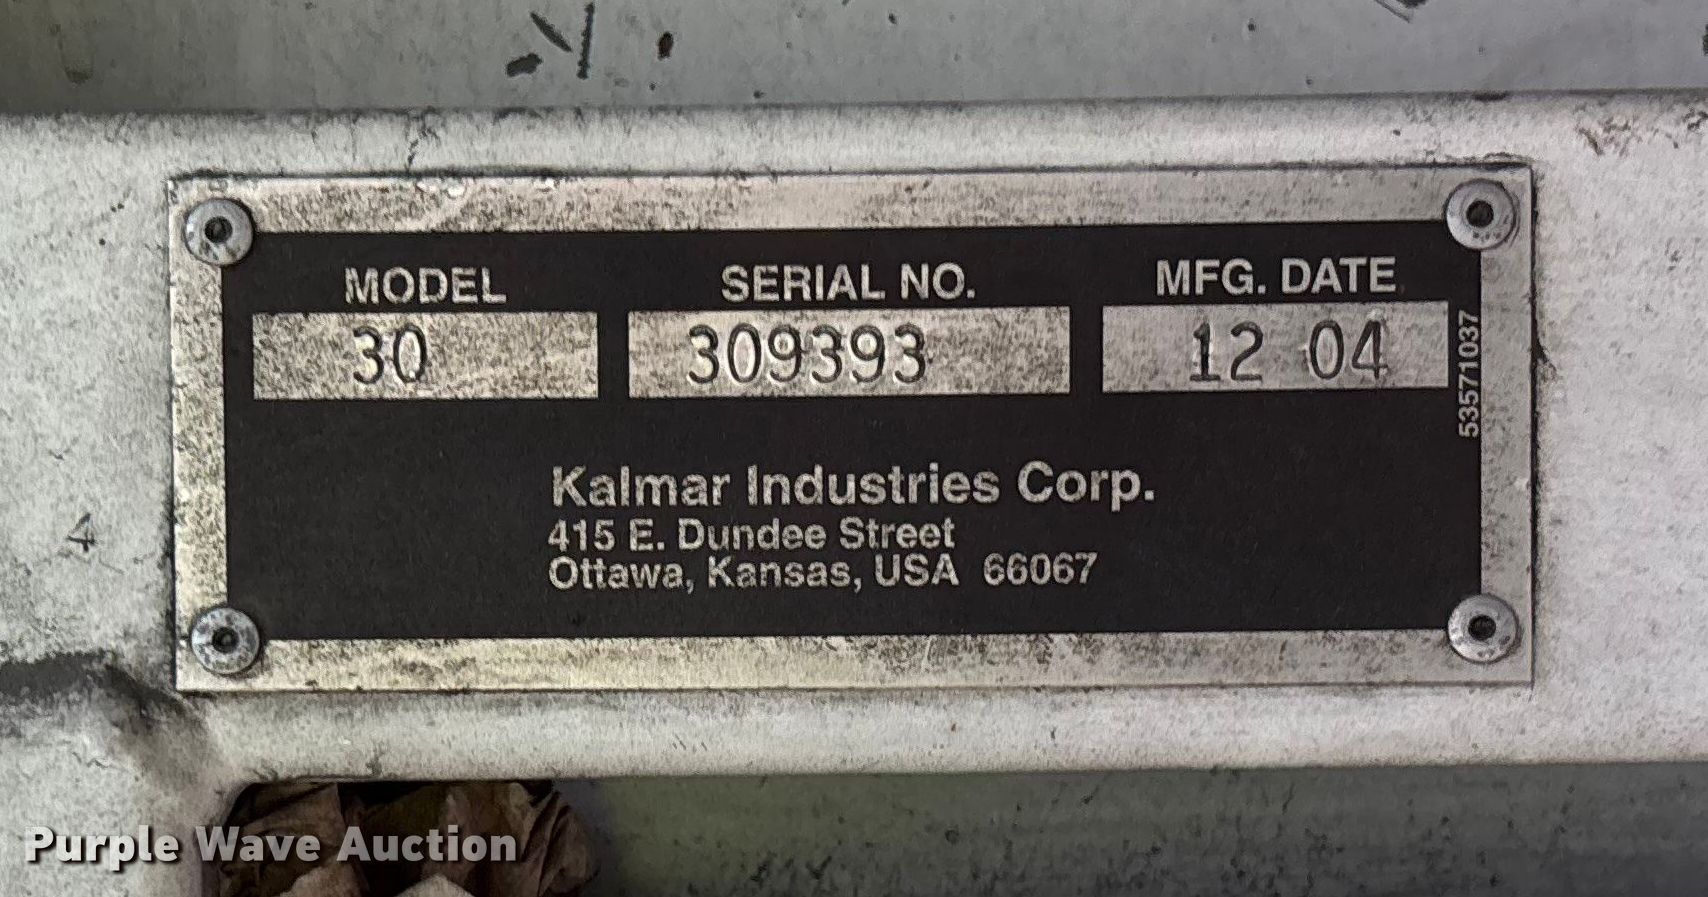 MODEL SERIAL NO. MFG. DATE
30 309393 12 04
53571037
Kalmar Industries Corp.
415 E. Dundee Street
Ottawa, Kansas, USA 66067
4
Purple Wave Auction